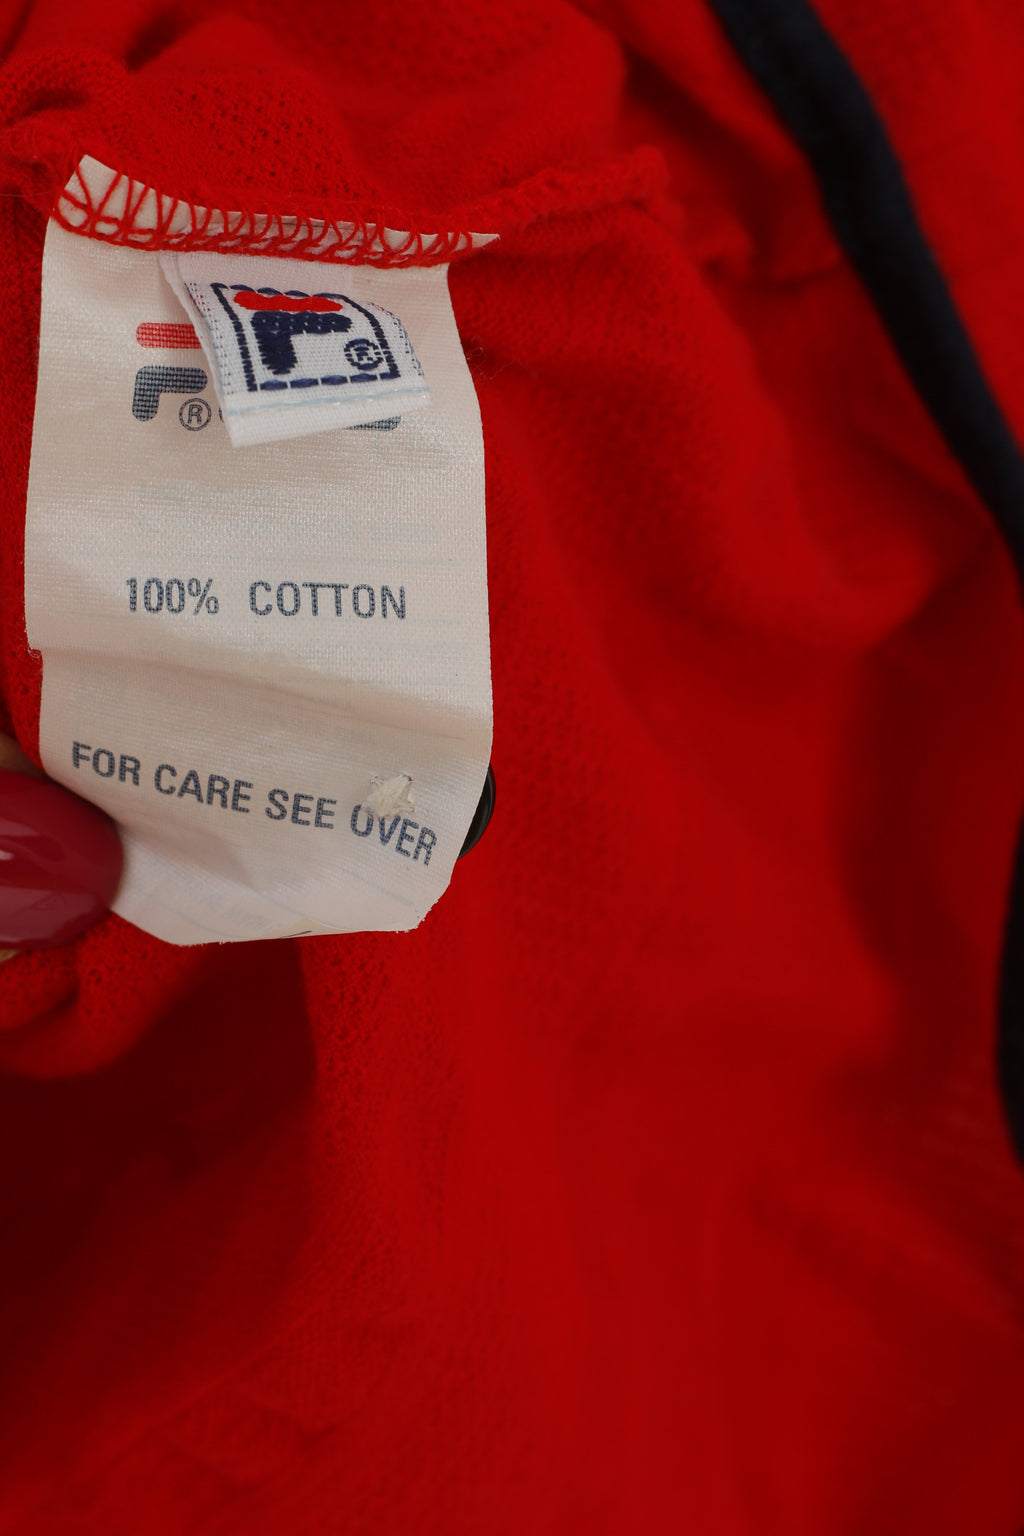 F®
®
100% COTTON
FOR CARE SEE OVER